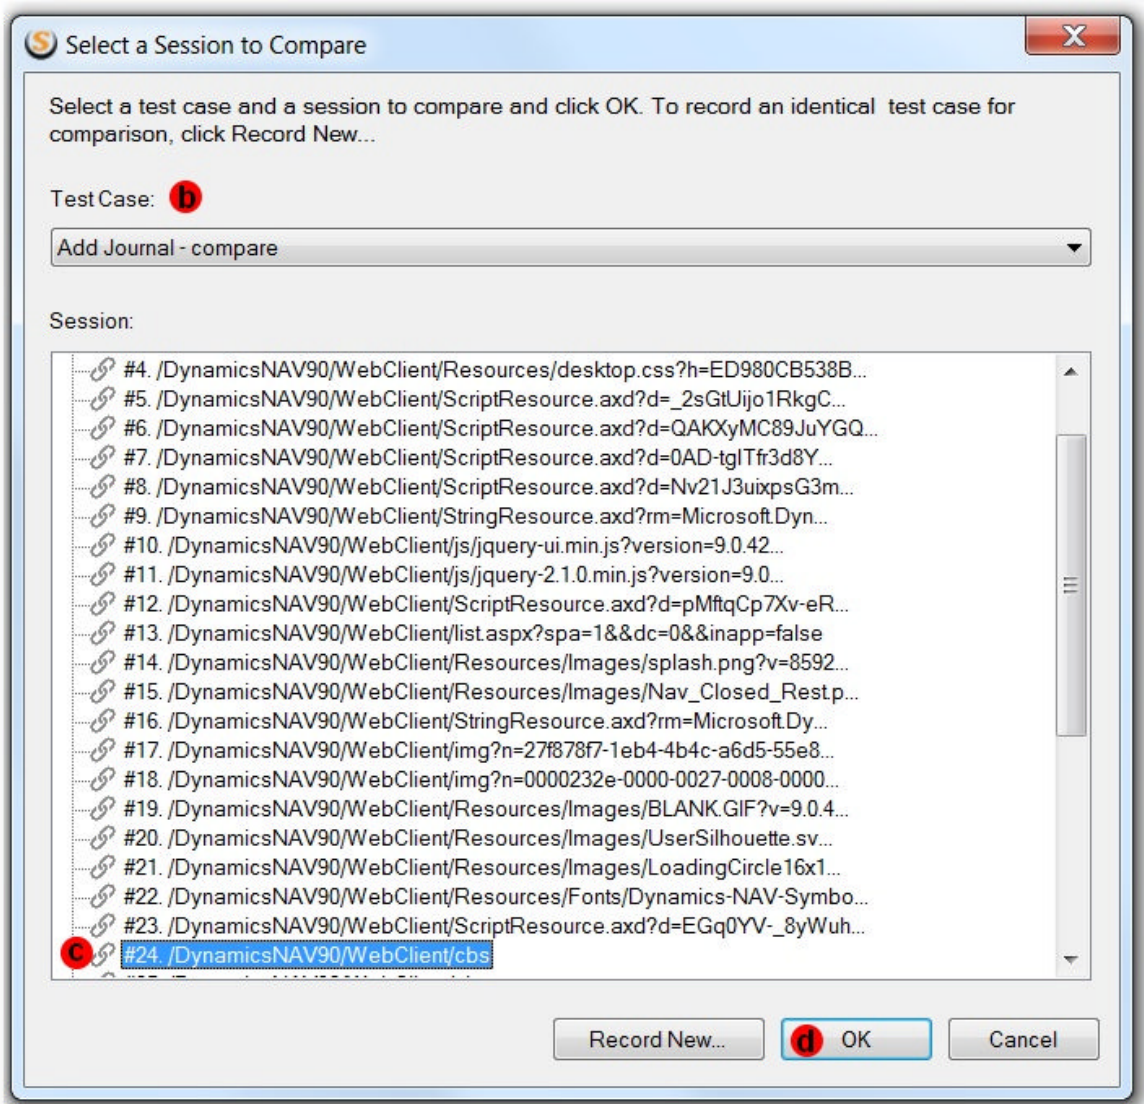 Select a Session to Compare
Select a test case and a session to compare and click OK. To record an identical test case for
comparison, click Record New...
Test Case: b
Add Journal - compare
Session:
#4. /DynamicsNAV90/WebClient/Resources/desktop.css?h=ED980CB538B...
#5. /DynamicsNAV90/WebClient/ScriptResource.axd?d=_2sGtUijo1RkgC...
#6. /DynamicsNAV90/WebClient/ScriptResource.axd?d=QAKXyMC89JuYGQ...
#7. /DynamicsNAV90/WebClient/ScriptResource.axd?d=0AD-tgITfr3d8Y...
#8. /DynamicsNAV90/WebClient/ScriptResource.axd?d=Nv21J3uixpsG3m...
#9. /DynamicsNAV90/WebClient/StringResource.axd?rm=Microsoft.Dyn...
#10. /DynamicsNAV90/WebClient/js/jquery-ui.min.js?version=9.0.42...
#11. /DynamicsNAV90/WebClient/js/jquery-2.1.0.min.js?version=9.0...
#12. /DynamicsNAV90/WebClient/ScriptResource.axd?d=pMftqCp7Xv-eR...
#13. /DynamicsNAV90/WebClient/list.aspx?spa=1&&dc=0&&inapp=false
#14. /DynamicsNAV90/WebClient/Resources/Images/splash.png?v=8592...
#15. /DynamicsNAV90/WebClient/Resources/Images/Nav_Closed_Rest.p...
#16. /DynamicsNAV90/WebClient/StringResource.axd?rm=Microsoft.Dy...
#17. /DynamicsNAV90/WebClient/img?n=27f878f7-1eb4-4b4c-a6d5-55e8...
#18. /DynamicsNAV90/WebClient/img?n=0000232e-0000-0027-0008-0000...
#19. /DynamicsNAV90/WebClient/Resources/Images/BLANK.GIF?v=9.0.4...
#20. /DynamicsNAV90/WebClient/Resources/Images/UserSilhouette.sv...
#21. /DynamicsNAV90/WebClient/Resources/Images/LoadingCircle16x1...
#22. /DynamicsNAV90/WebClient/Resources/Fonts/Dynamics-NAV-Symbo...
#23. /DynamicsNAV90/WebClient/ScriptResource.axd?d=EGq0YV-_8yWuh...
c #24. /DynamicsNAV90/WebClient/cbs
Record New... d OK Cancel